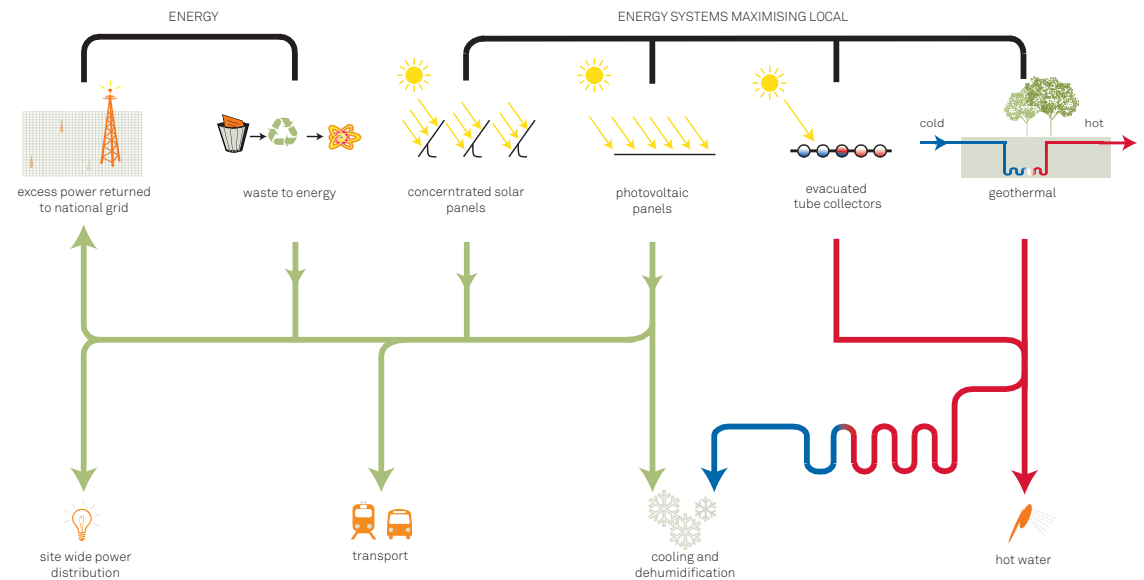 ENERGY
ENERGY SYSTEMS MAXIMISING LOCAL
cold
hot
excess power returned
to national grid
waste to energy
concerntrated solar
panels
photovoltaic
panels
evacuated
tube collectors
geothermal
site wide power
distribution
transport
cooling and
dehumidification
hot water